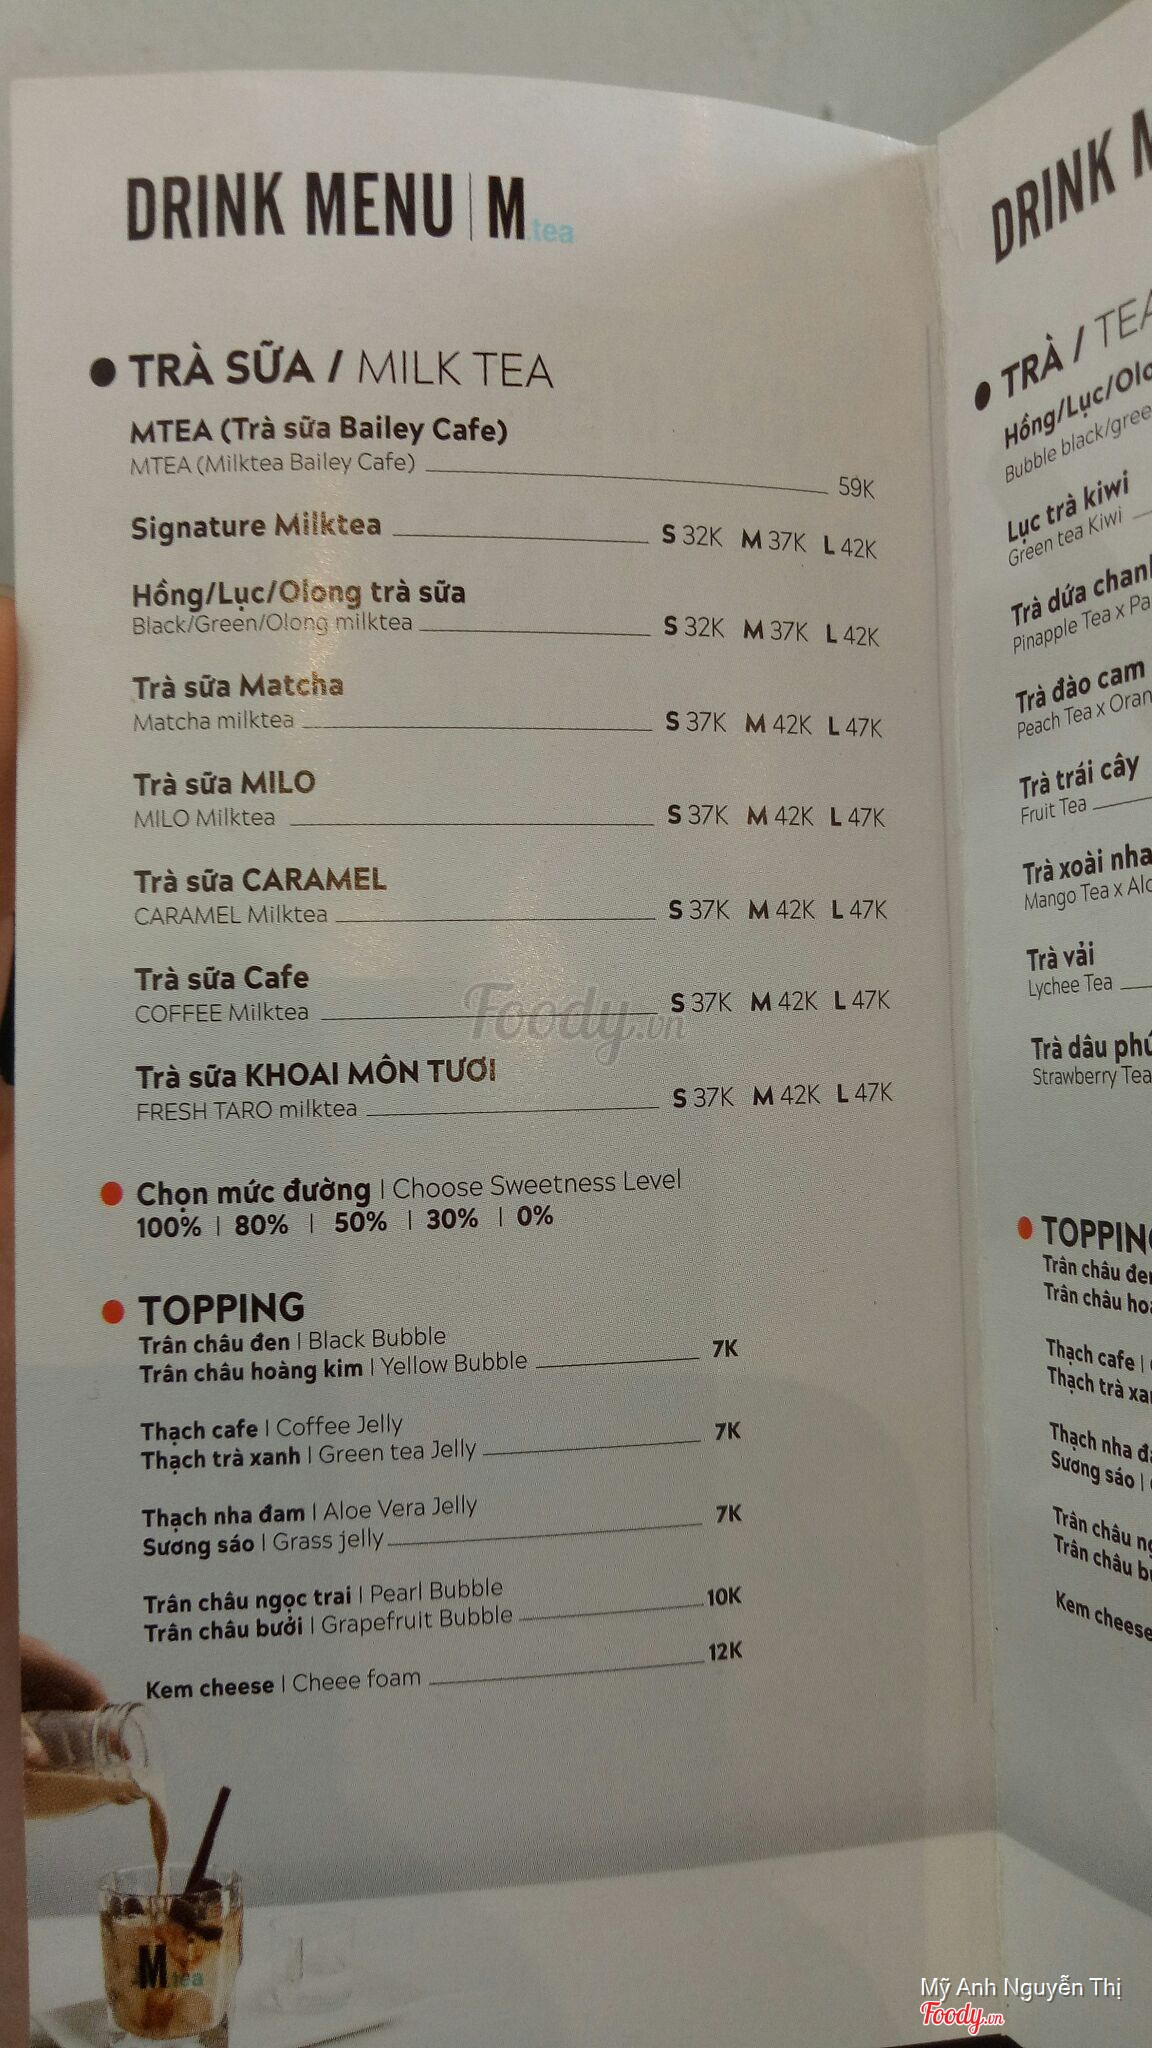 DRINK MENU | M.tea
TRÀ SỮA / MILK TEA
MTEA (Trà sữa Bailey Cafe)
MTEA (Milktea Bailey Cafe) 59K
Signature Milktea S 32K M 37K L 42K
Hồng/Lục/Olong trà sữa
Black/Green/Olong milktea S 32K M 37K L 42K
Trà sữa Matcha
Matcha milktea S 37K M 42K L 47K
Trà sữa MILO
MILO Milktea S 37K M 42K L 47K
Trà sữa CARAMEL
CARAMEL Milktea S 37K M 42K L 47K
Trà sữa Cafe
COFFEE Milktea S 37K M 42K L 47K
Trà sữa KHOAI MÔN TƯƠI
FRESH TARO milktea S 37K M 42K L 47K
Chọn mức đường | Choose Sweetness Level
100% | 80% | 50% | 30% | 0%
TOPPING
Trân châu đen | Black Bubble
Trân châu hoàng kim | Yellow Bubble 7K
Thạch cafe | Coffee Jelly
Thạch trà xanh | Green tea Jelly 7K
Thạch nha đam | Aloe Vera Jelly
Sương sáo | Grass jelly 7K
Trân châu ngọc trai | Pearl Bubble
Trân châu bưởi | Grapefruit Bubble 10K
Kem cheese | Cheee foam 12K
M.tea
DRINK
TRÀ / TEA
Hồng/Lục/Olo
Bubble black/gree
Lục trà kiwi
Green tea Kiwi
Trà dứa chanh
Pinapple Tea x Pa
Trà đào cam
Peach Tea x Oran
Trà trái cây
Fruit Tea
Trà xoài nha
Mango Tea x Alo
Trà vải
Lychee Tea
Trà dâu phú
Strawberry Tea
TOPPING
Trân châu đe
Trân châu ho
Thạch cafe |
Thạch trà xa
Thạch nha đ
Sương sáo |
Trân châu ng
Trân châu b
Kem cheese
Foody.vn
Mỹ Anh Nguyễn Thị
Foody.vn